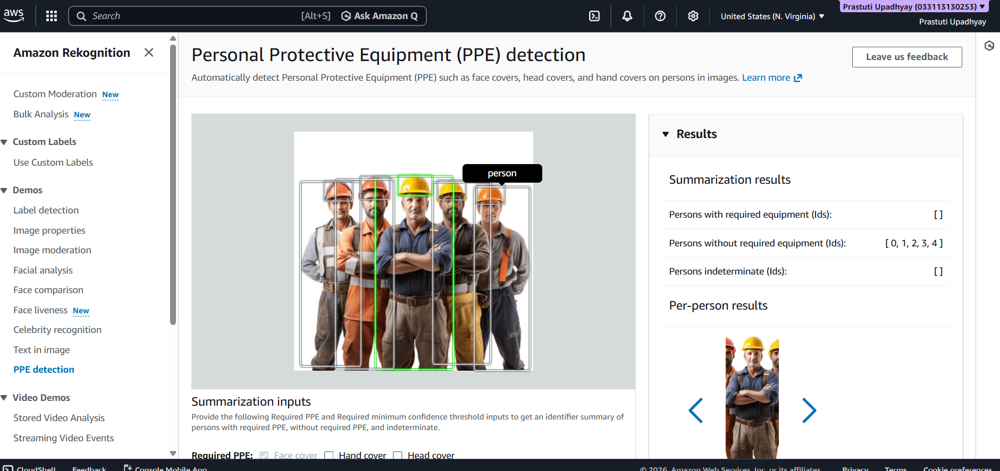 aws
Search [Alt+S] Ask Amazon Q
United States (N. Virginia)
Prastuti Upadhyay (033113130253)
Prastuti Upadhyay
Amazon Rekognition
Custom Moderation New
Bulk Analysis New
Custom Labels
Use Custom Labels
Demos
Label detection
Image properties
Image moderation
Facial analysis
Face comparison
Face liveness New
Celebrity recognition
Text in image
PPE detection
Video Demos
Stored Video Analysis
Streaming Video Events
Personal Protective Equipment (PPE) detection
Leave us feedback
Automatically detect Personal Protective Equipment (PPE) such as face covers, head covers, and hand covers on persons in images. Learn more
person
Summarization inputs
Provide the following Required PPE and Required minimum confidence threshold inputs to get an identifier summary of
persons with required PPE, without required PPE, and indeterminate.
Required PPE: Face cover Hand cover Head cover
Results
Summarization results
Persons with required equipment (Ids): [ ]
Persons without required equipment (Ids): [ 0, 1, 2, 3, 4 ]
Persons indeterminate (Ids): [ ]
Per-person results
CloudShell Feedback Console Mobile App © 2026, Amazon Web Services, Inc. or its affiliates. Privacy Terms Cookie preferences